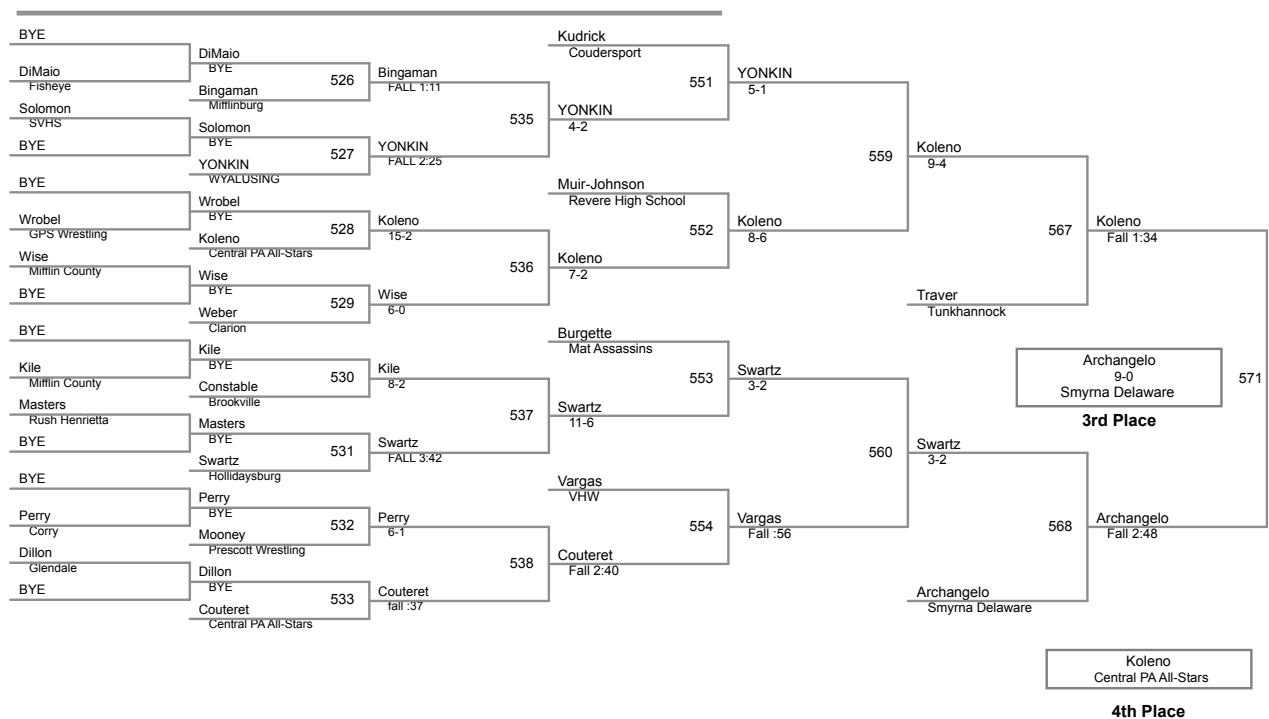 BYE
DiMaio
Fisheye
Solomon
SVHS
BYE
BYE
Wrobel
GPS Wrestling
Wise
Mifflin County
BYE
BYE
Kile
Mifflin County
Masters
Rush Henrietta
BYE
BYE
Perry
Corry
Dillon
Glendale
BYE
DiMaio
BYE
526
Bingaman
Mifflinburg
Solomon
BYE
527
YONKIN
WYALUSING
Wrobel
BYE
528
Koleno
Central PA All-Stars
Wise
BYE
529
Weber
Clarion
Kile
BYE
530
Constable
Brookville
Masters
BYE
531
Swartz
Hollidaysburg
Perry
BYE
532
Mooney
Prescott Wrestling
Dillon
BYE
533
Couteret
Central PA All-Stars
Bingaman
FALL 1:11
535
YONKIN
FALL 2:25
Koleno
15-2
536
Wise
6-0
Kile
8-2
537
Swartz
FALL 3:42
Perry
6-1
538
Couteret
fall :37
Kudrick
Coudersport
551
YONKIN
4-2
Muir-Johnson
Revere High School
552
Koleno
7-2
Burgette
Mat Assassins
553
Swartz
11-6
Vargas
VHW
554
Couteret
Fall 2:40
YONKIN
5-1
559
Koleno
8-6
Swartz
3-2
560
Vargas
Fall :56
Koleno
9-4
567
Traver
Tunkhannock
Swartz
3-2
568
Archangelo
Smyrna Delaware
Koleno
Fall 1:34
571
Archangelo
Fall 2:48
Archangelo
9-0
Smyrna Delaware
3rd Place
Koleno
Central PA All-Stars
4th Place